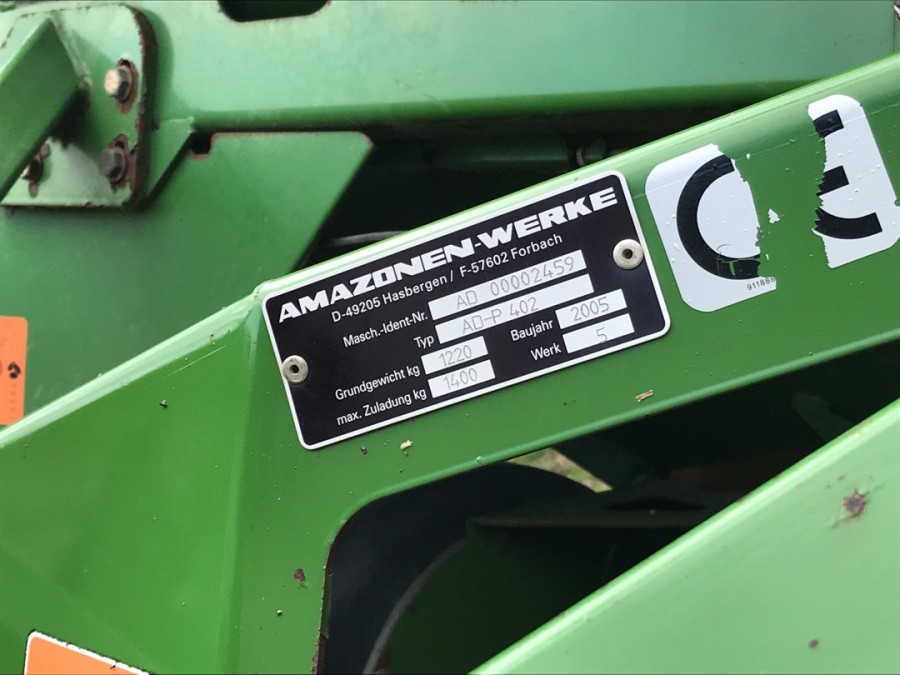 AMAZONEN-WERKE
D-49205 Hasbergen / F-57602 Forbach
Masch.-Ident-Nr. AD 00002459
Typ AD-P 402
Grundgewicht kg 1220 Baujahr 2005
max. Zuladung kg 1400 Werk 5
CE